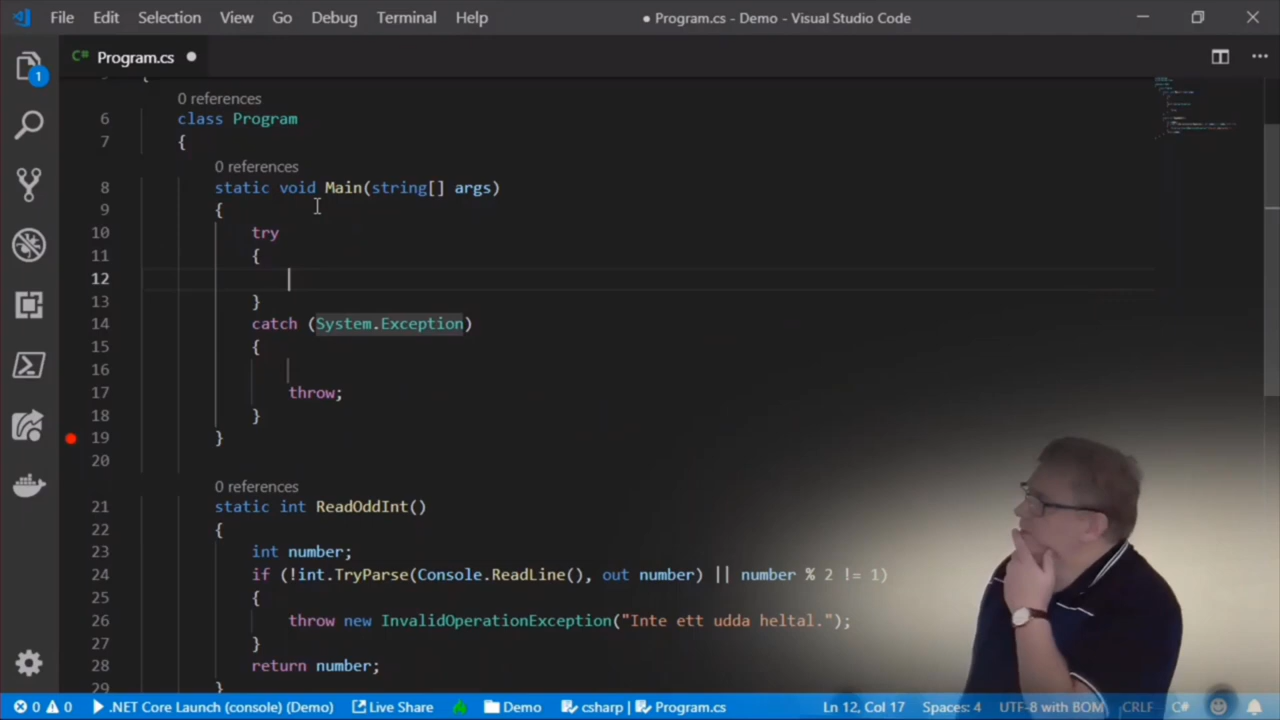 File Edit Selection View Go Debug Terminal Help ● Program.cs - Demo - Visual Studio Code
C# Program.cs ●
1
0 references
6 class Program
7 {
0 references
8 static void Main(string[] args)
9 {
10 try
11 {
12
13 }
14 catch (System.Exception)
15 {
16
17 throw;
18 }
19 }
20
0 references
21 static int ReadOddInt()
22 {
23 int number;
24 if (!int.TryParse(Console.ReadLine(), out number) || number % 2 != 1)
25 {
26 throw new InvalidOperationException("Inte ett udda heltal.");
27 }
28 return number;
29 }
0 0 .NET Core Launch (console) (Demo) Live Share Demo csharp | Program.cs Ln 12, Col 17 Spaces: 4 UTF-8 with BOM CRLF C#